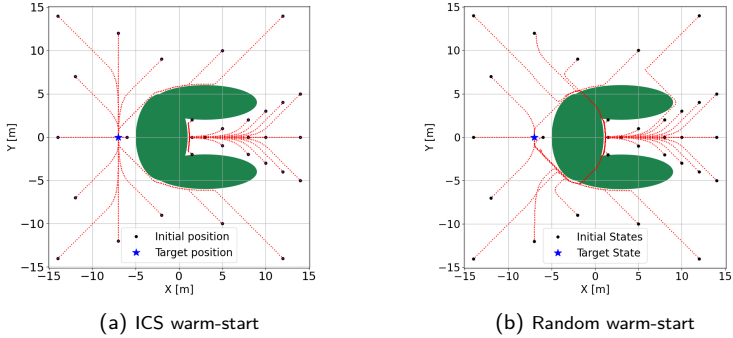 15
10
5
0
−5
−10
−15
Y [m]
−15 −10 −5 0 5 10 15
X [m]
Initial position
Target position
(a) ICS warm-start
15
10
5
0
−5
−10
−15
Y [m]
−15 −10 −5 0 5 10 15
X [m]
Initial States
Target State
(b) Random warm-start